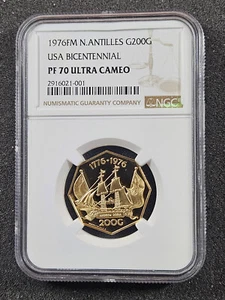 1976FM N.ANTILLES G200G
USA BICENTENNIAL
PF 70 ULTRA CAMEO
2916021-001
NUMISMATIC GUARANTY COMPANY
NGC
1776-1976
200G